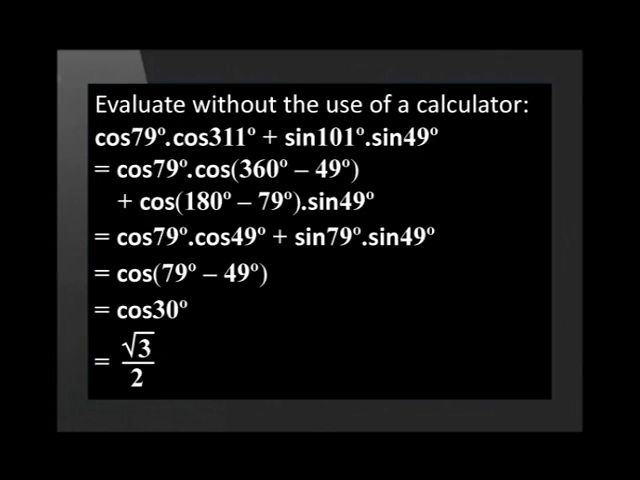 Evaluate without the use of a calculator:
cos79º.cos311º + sin101º.sin49º
= cos79º.cos(360º – 49º)
+ cos(180º – 79º).sin49º
= cos79º.cos49º + sin79º.sin49º
= cos(79º – 49º)
= cos30º
= √3/2